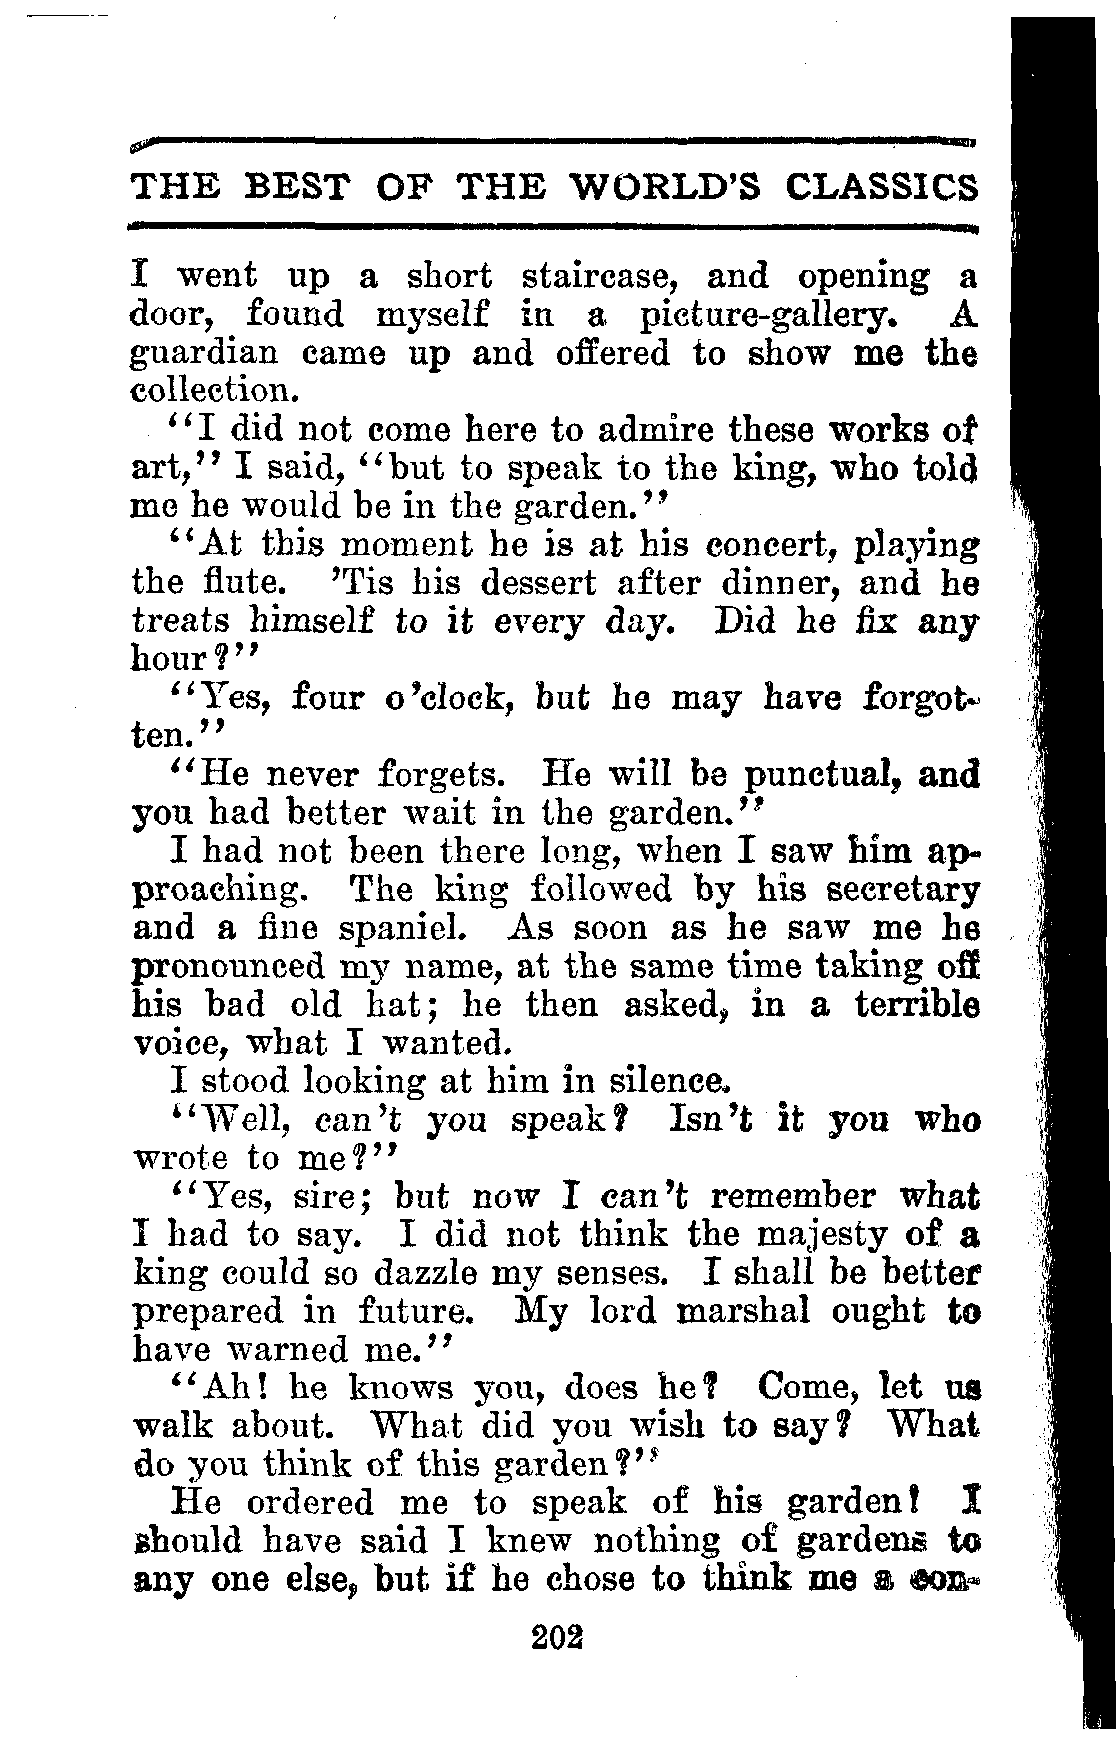 THE BEST OF THE WORLD'S CLASSICS
I went up a short staircase, and opening a
door, found myself in a picture-gallery. A
guardian came up and offered to show me the
collection.
"I did not come here to admire these works of
art," I said, "but to speak to the king, who told
me he would be in the garden."
"At this moment he is at his concert, playing
the flute. 'Tis his dessert after dinner, and he
treats himself to it every day. Did he fix any
hour?"
"Yes, four o'clock, but he may have forgot-
ten."
"He never forgets. He will be punctual, and
you had better wait in the garden."
I had not been there long, when I saw him ap-
proaching. The king followed by his secretary
and a fine spaniel. As soon as he saw me he
pronounced my name, at the same time taking off
his bad old hat; he then asked, in a terrible
voice, what I wanted.
I stood looking at him in silence.
"Well, can't you speak? Isn't it you who
wrote to me?"
"Yes, sire; but now I can't remember what
I had to say. I did not think the majesty of a
king could so dazzle my senses. I shall be better
prepared in future. My lord marshal ought to
have warned me."
"Ah! he knows you, does he? Come, let us
walk about. What did you wish to say? What
do you think of this garden?"
He ordered me to speak of his garden! I
should have said I knew nothing of gardens to
any one else, but if he chose to think me a con-
202